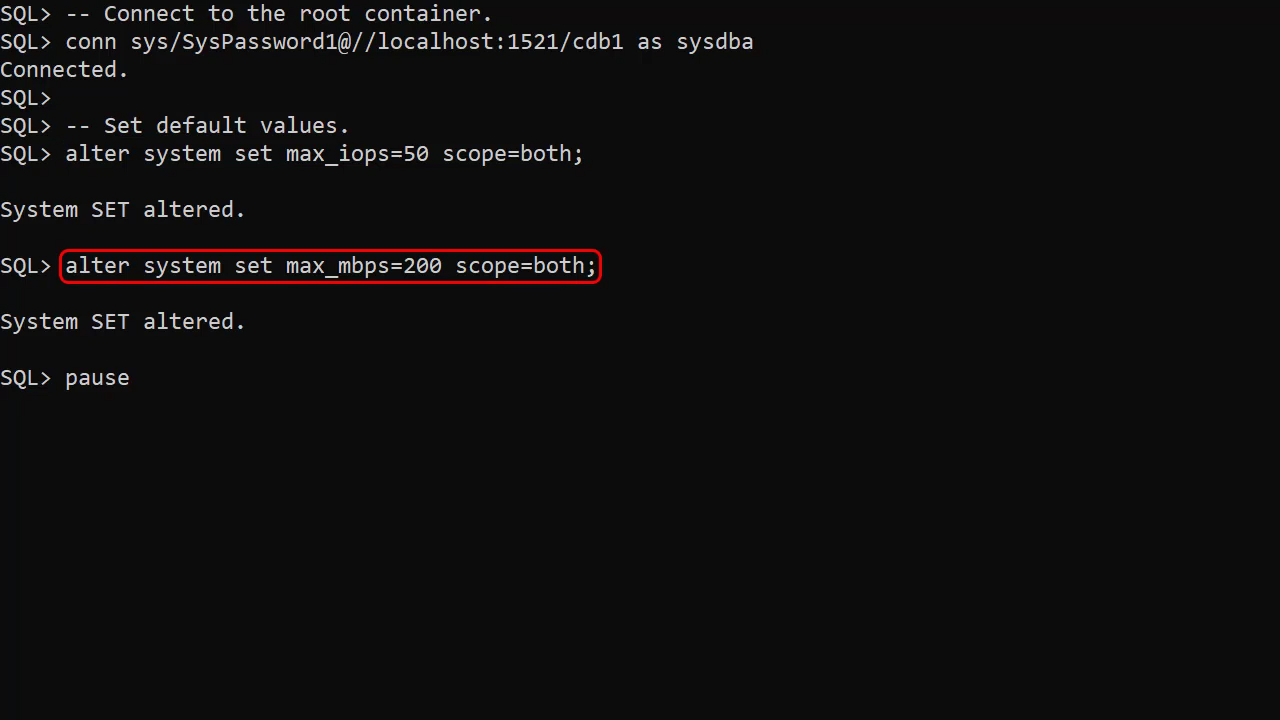 SQL> -- Connect to the root container.
SQL> conn sys/SysPassword1@//localhost:1521/cdb1 as sysdba
Connected.
SQL>
SQL> -- Set default values.
SQL> alter system set max_iops=50 scope=both;
System SET altered.
SQL> alter system set max_mbps=200 scope=both;
System SET altered.
SQL> pause